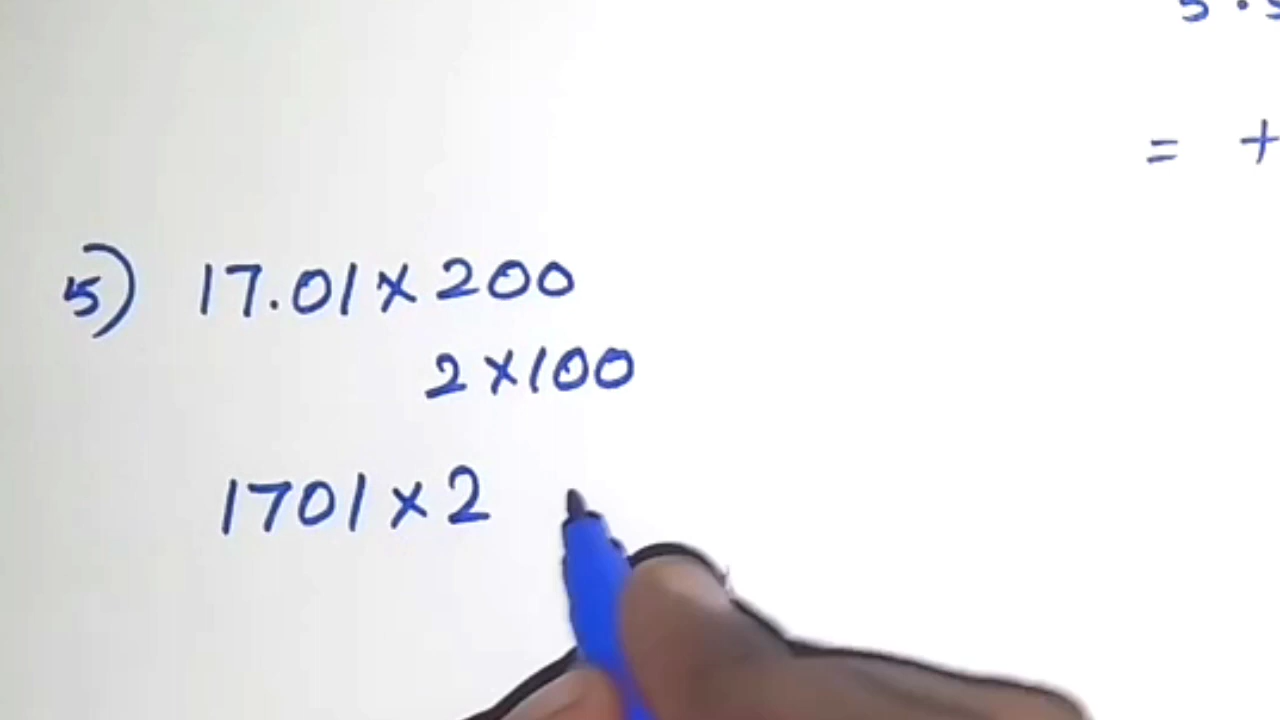 = +
5) 17.01 × 200
2 × 100
1701 × 2